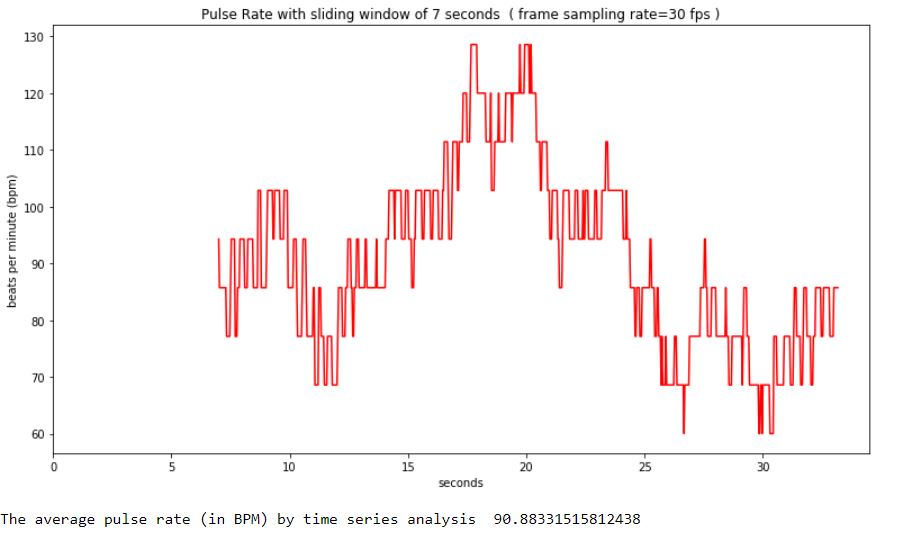 Pulse Rate with sliding window of 7 seconds  ( frame sampling rate=30 fps )
130
120
110
100
90
80
70
60
beats per minute (bpm)
0 5 10 15 20 25 30
seconds
The average pulse rate (in BPM) by time series analysis  90.88331515812438